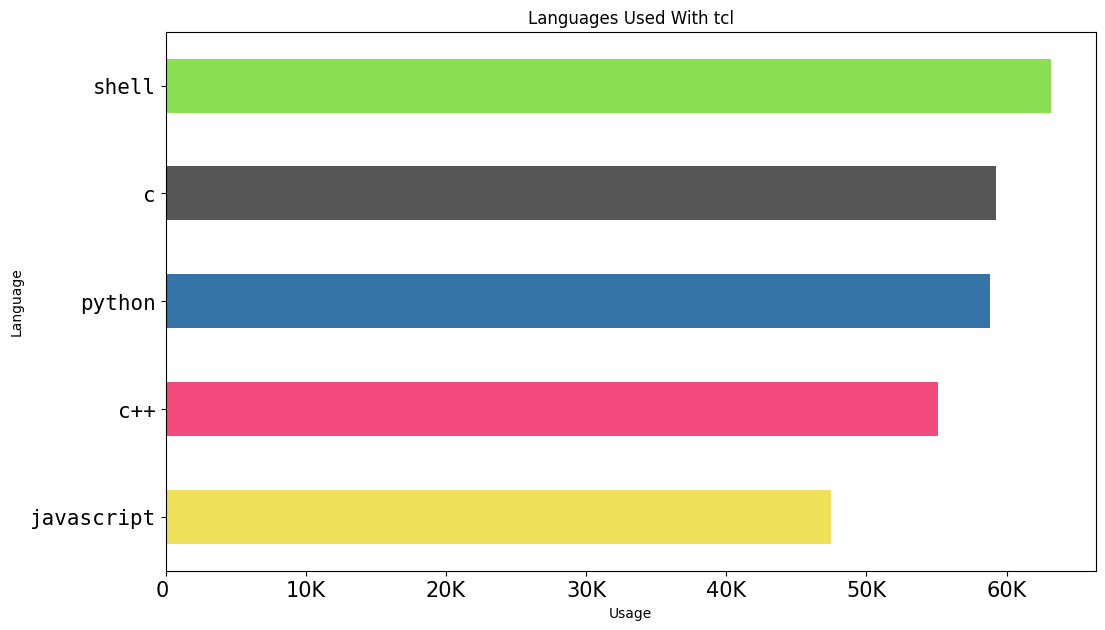 Languages Used With tcl
shell
c
python
c++
javascript
Language
0 10K 20K 30K 40K 50K 60K
Usage